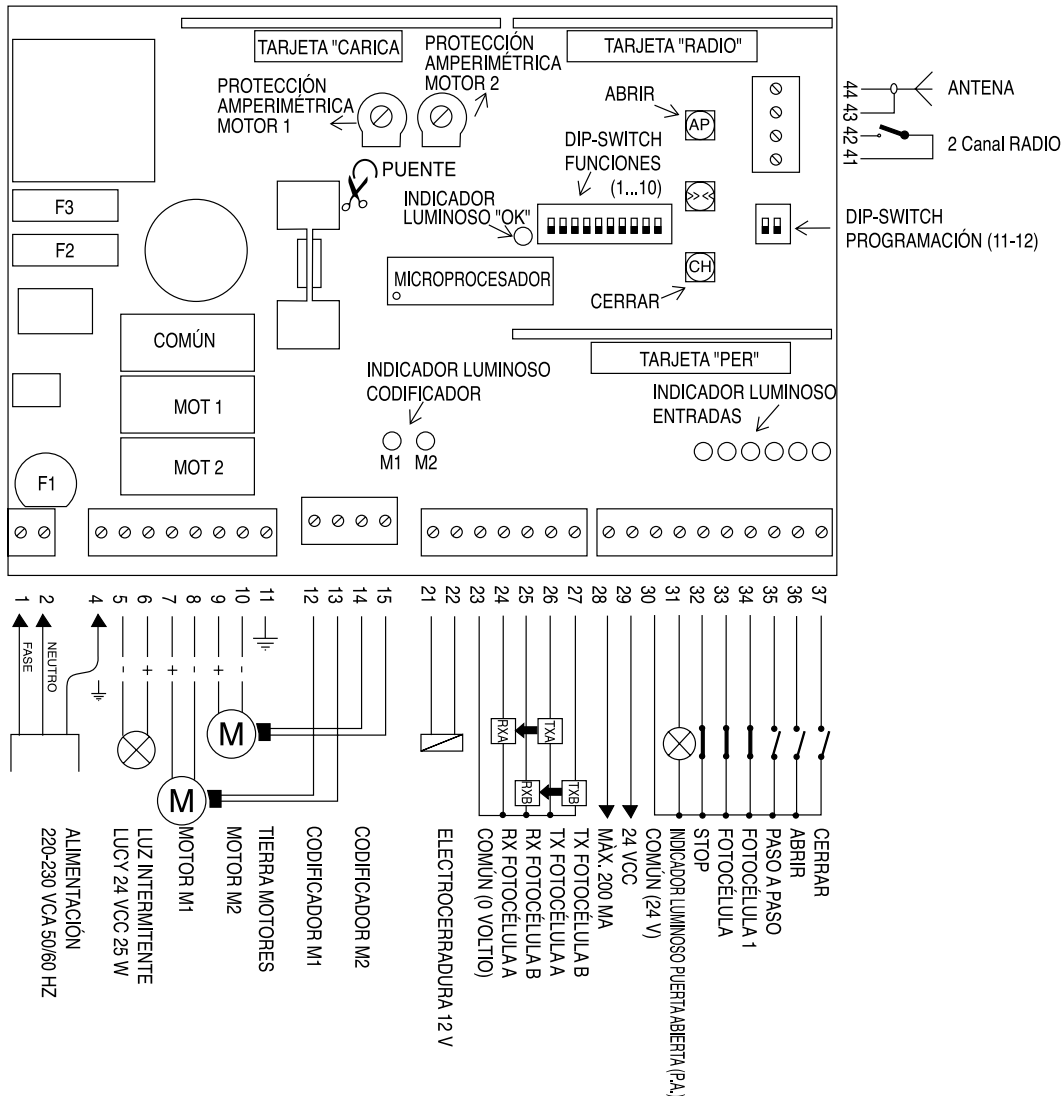 TARJETA "CARICA
PROTECCIÓN
AMPERIMÉTRICA
MOTOR 2
TARJETA "RADIO"
PROTECCIÓN
AMPERIMÉTRICA
MOTOR 1
ABRIR
AP
44
43
42
41
ANTENA
2 Canal RADIO
PUENTE
DIP-SWITCH
FUNCIONES
(1...10)
INDICADOR
LUMINOSO "OK"
>> <<
DIP-SWITCH
PROGRAMACIÓN (11-12)
F3
F2
MICROPROCESADOR
CH
CERRAR
COMÚN
MOT 1
MOT 2
F1
TARJETA "PER"
INDICADOR LUMINOSO
CODIFICADOR
M1 M2
INDICADOR LUMINOSO
ENTRADAS
1 2 4 5 6 7 8 9 10 11 12 13 14 15 21 22 23 24 25 26 27 28 29 30 31 32 33 34 35 36 37
FASE
NEUTRO
- + + - + -
M
M
RXA
TXA
RXB
TXB
ALIMENTACIÓN
220-230 VCA 50/60 HZ
LUZ INTERMITENTE
LUCY 24 VCC 25 W
MOTOR M1
MOTOR M2
TIERRA MOTORES
CODIFICADOR M1
CODIFICADOR M2
ELECTROCERRADURA 12 V
COMÚN (0 VOLTIO)
RX FOTOCÉLULA A
RX FOTOCÉLULA B
TX FOTOCÉLULA A
TX FOTOCÉLULA B
MÀX. 200 MA
24 VCC
COMÚN (24 V)
INDICADOR LUMINOSO PUERTA ABIERTA (P.A.)
STOP
FOTOCÉLULA
FOTOCÉLULA 1
PASO A PASO
ABRIR
CERRAR